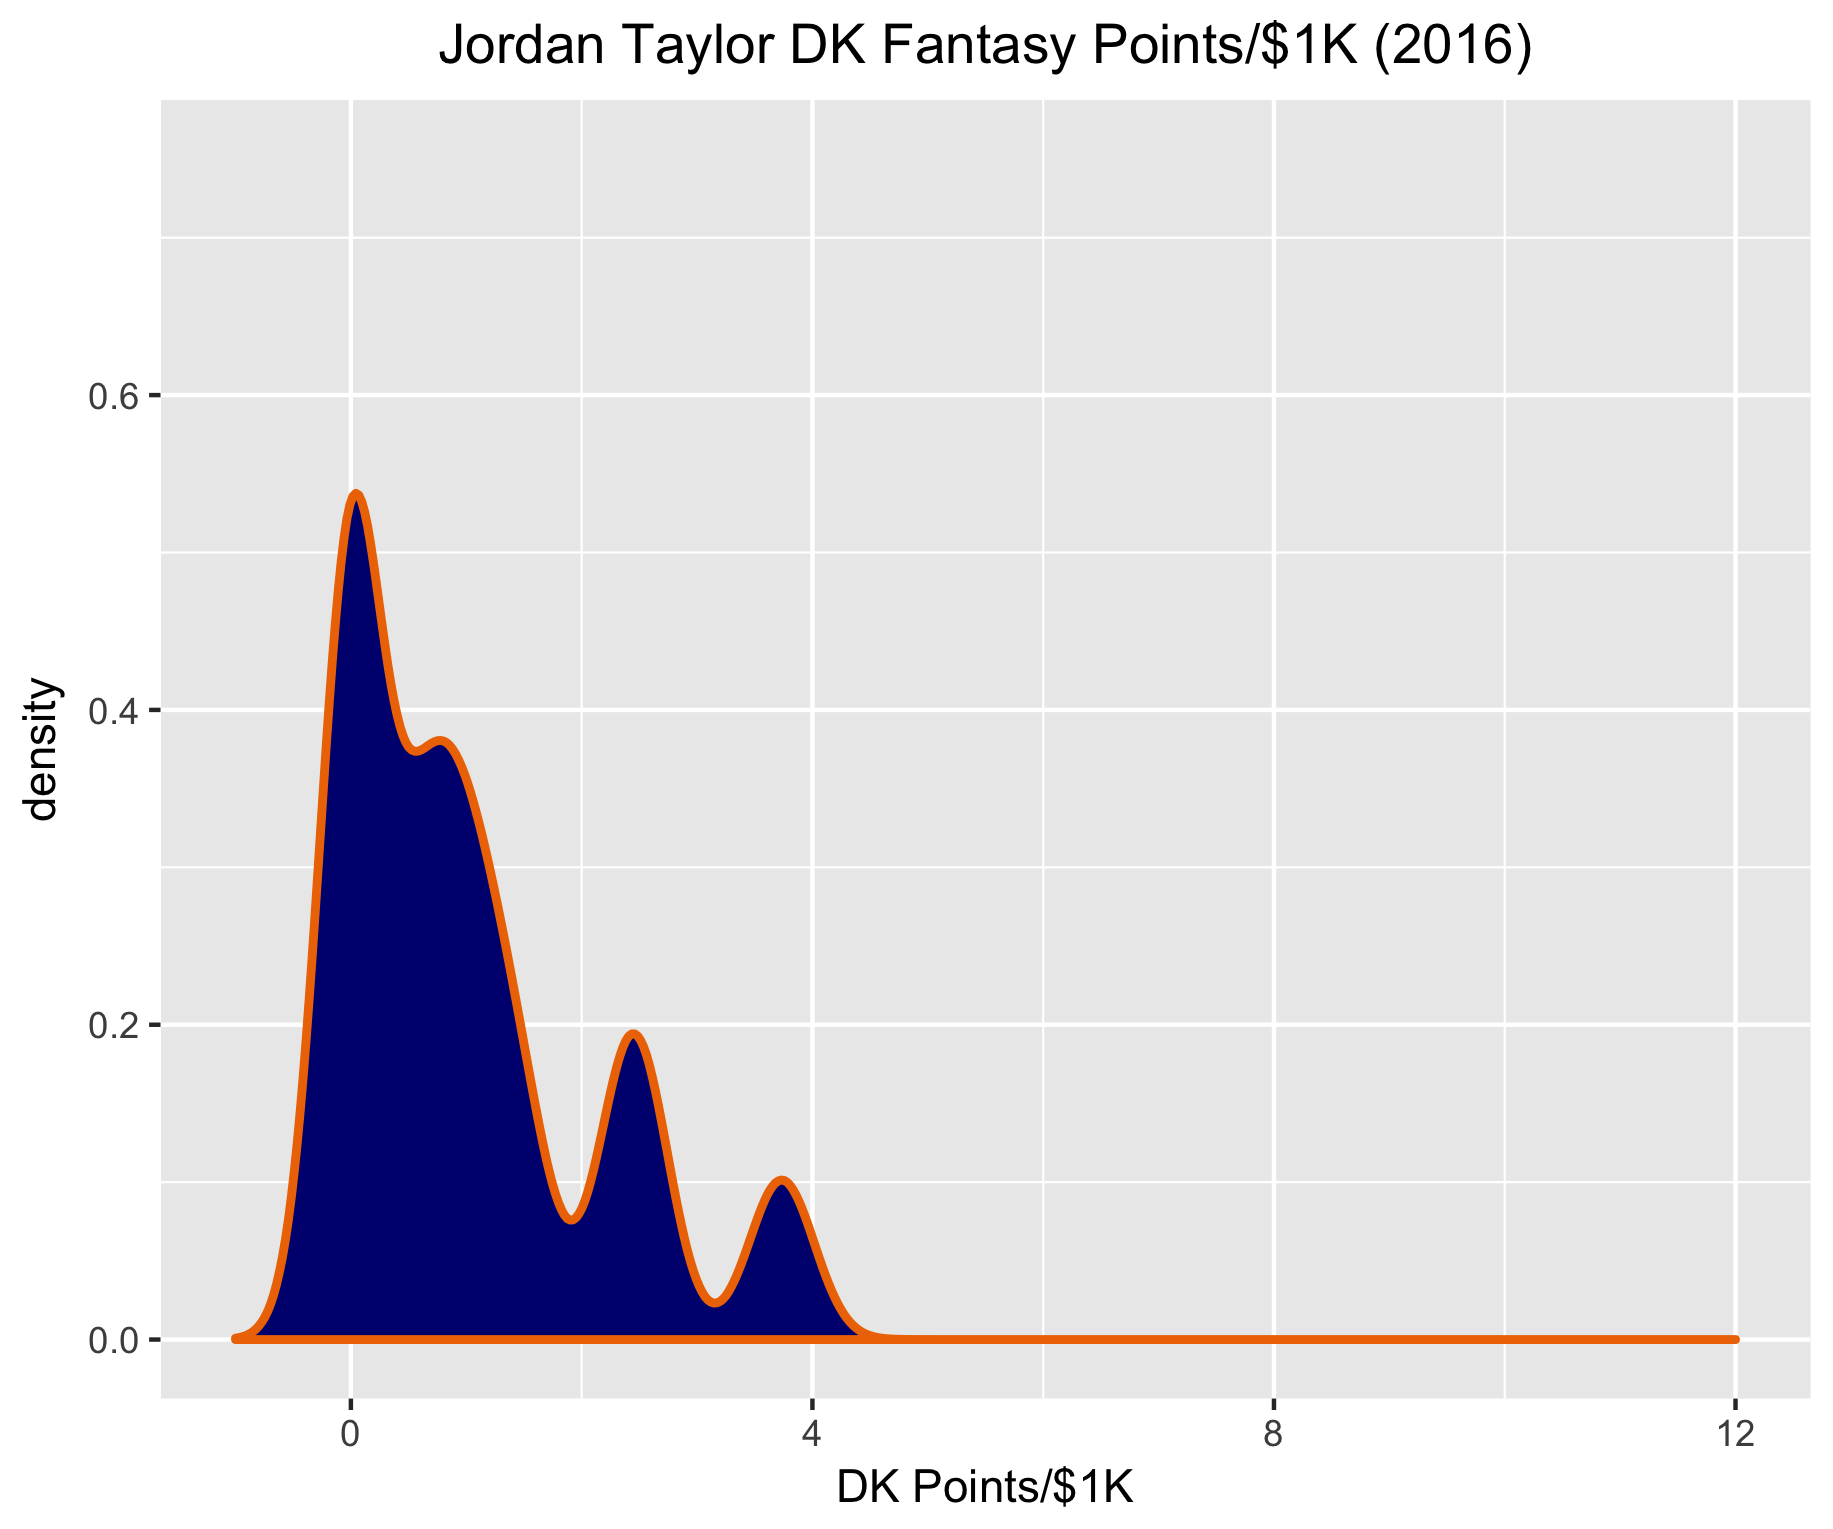 Jordan Taylor DK Fantasy Points/$1K (2016)
density
0.6
0.4
0.2
0.0
0 4 8 12
DK Points/$1K